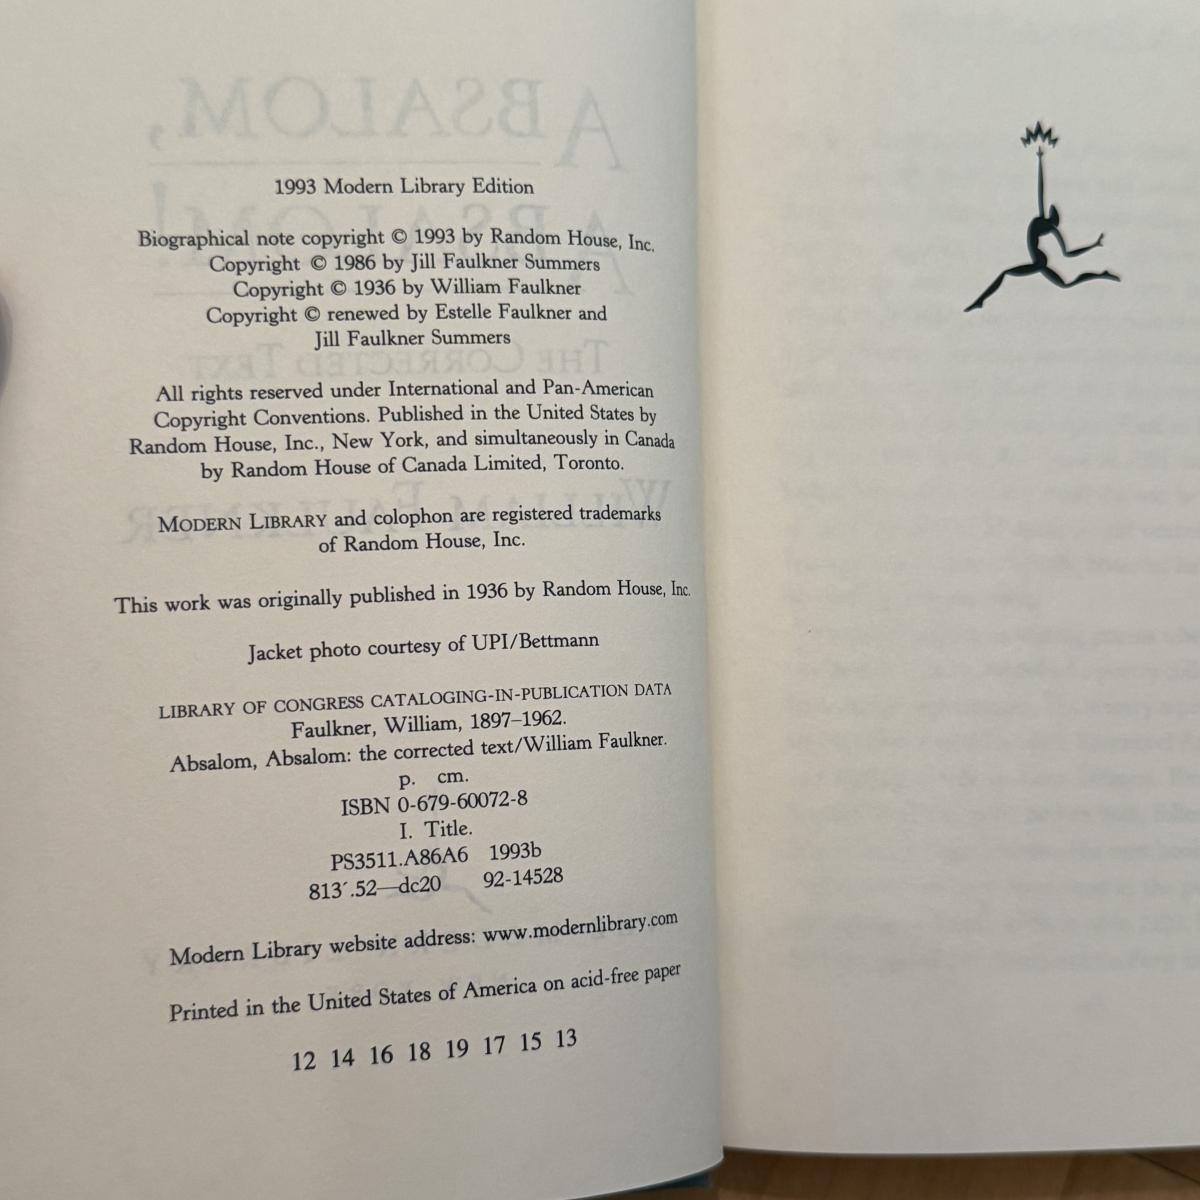 1993 Modern Library Edition
Biographical note copyright © 1993 by Random House, Inc.
Copyright © 1986 by Jill Faulkner Summers
Copyright © 1936 by William Faulkner
Copyright © renewed by Estelle Faulkner and
Jill Faulkner Summers
All rights reserved under International and Pan-American
Copyright Conventions. Published in the United States by
Random House, Inc., New York, and simultaneously in Canada
by Random House of Canada Limited, Toronto.
MODERN LIBRARY and colophon are registered trademarks
of Random House, Inc.
This work was originally published in 1936 by Random House, Inc.
Jacket photo courtesy of UPI/Bettmann
LIBRARY OF CONGRESS CATALOGING-IN-PUBLICATION DATA
Faulkner, William, 1897–1962.
Absalom, Absalom: the corrected text/William Faulkner.
p. cm.
ISBN 0-679-60072-8
I. Title.
PS3511.A86A6 1993b
813´.52—dc20 92-14528
Modern Library website address: www.modernlibrary.com
Printed in the United States of America on acid-free paper
12 14 16 18 19 17 15 13